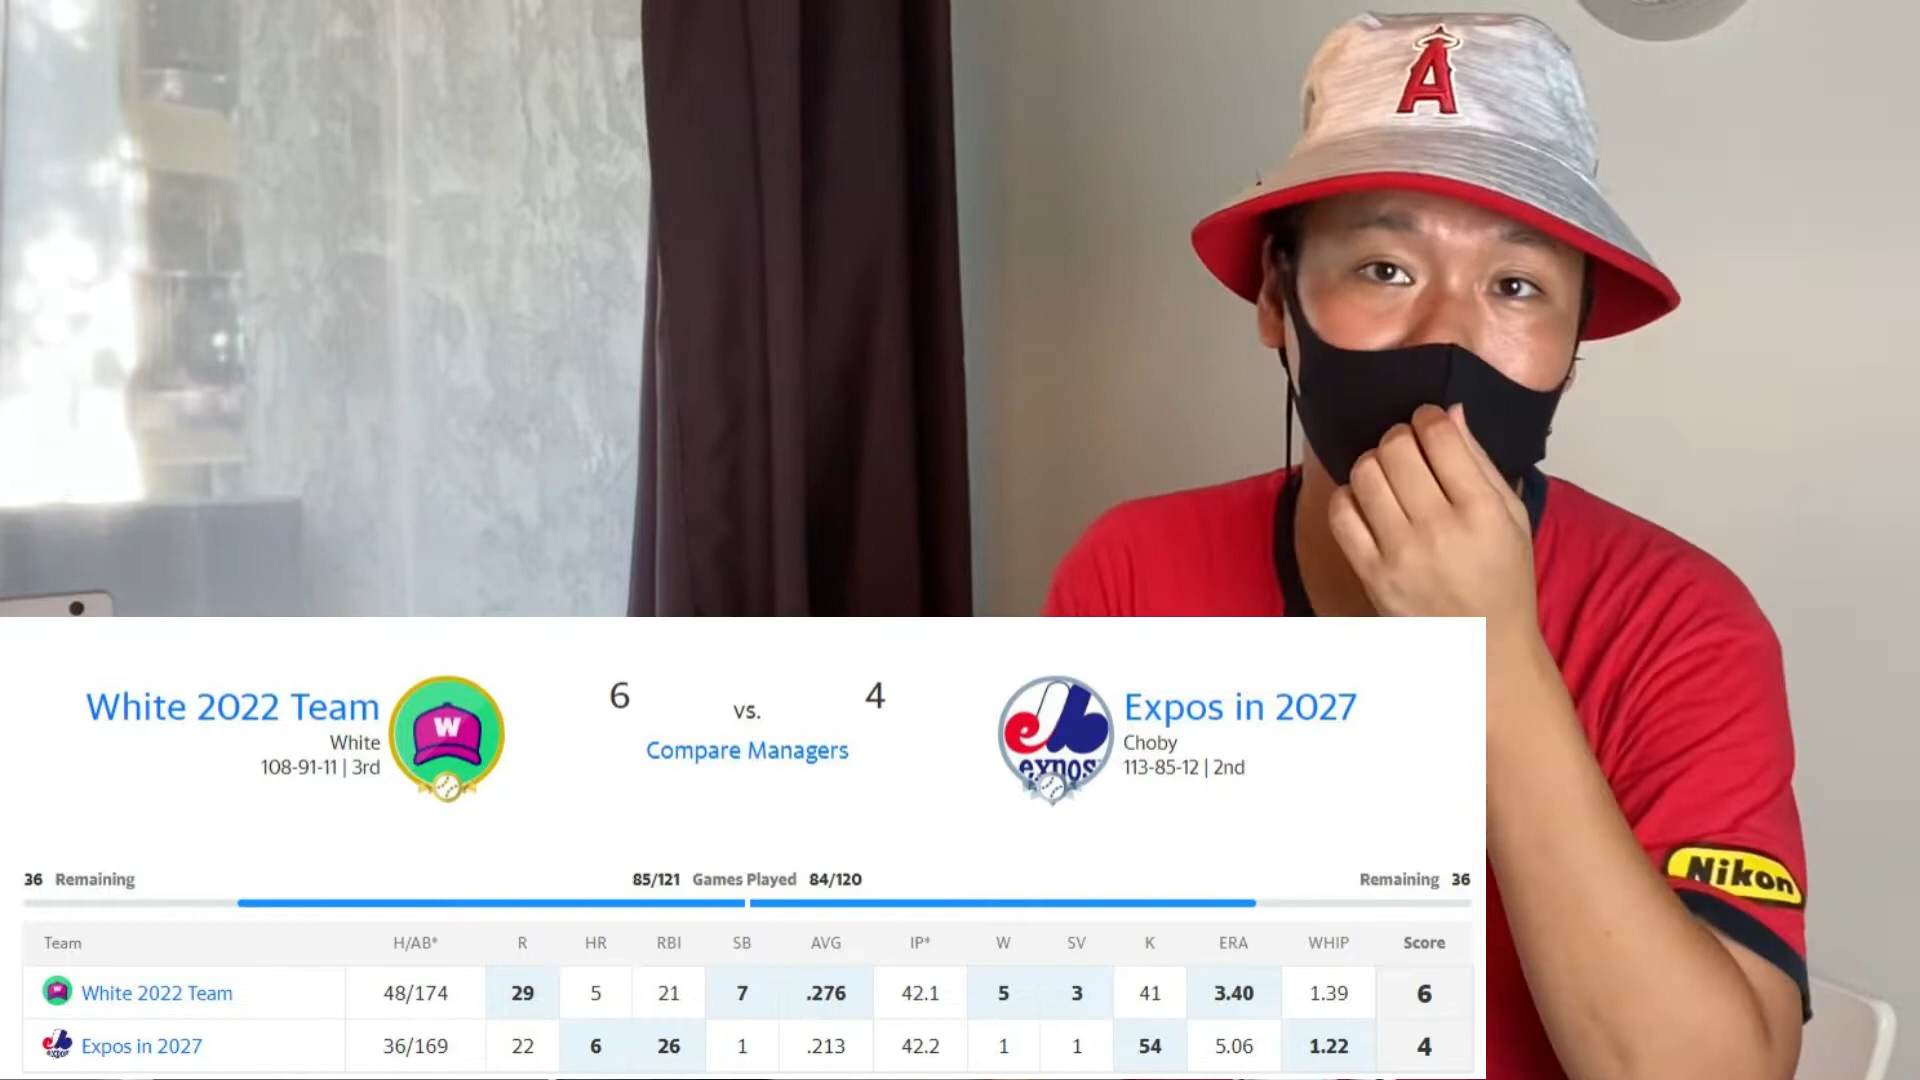 A
Nikon
White 2022 Team
White
108-91-11 | 3rd
W
6
vs.
4
Compare Managers
expos
Expos in 2027
Choby
113-85-12 | 2nd
36 Remaining
85/121 Games Played 84/120
Remaining 36
Team H/AB* R HR RBI SB AVG IP* W SV K ERA WHIP Score
White 2022 Team 48/174 29 5 21 7 .276 42.1 5 3 41 3.40 1.39 6
Expos in 2027 36/169 22 6 26 1 .213 42.2 1 1 54 5.06 1.22 4